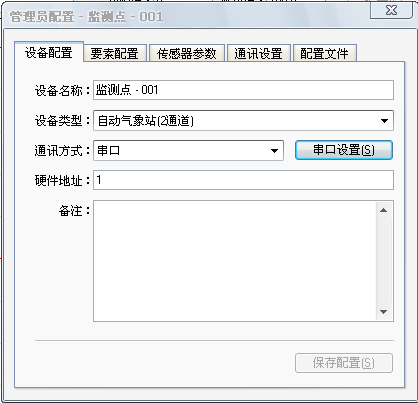 管理员配置 - 监测点 - 001
设备配置 要素配置 传感器参数 通讯设置 配置文件
设备名称： 监测点 - 001
设备类型： 自动气象站(2通道)
通讯方式： 串口 串口设置(S)
硬件地址： 1
备注：
保存配置(S)